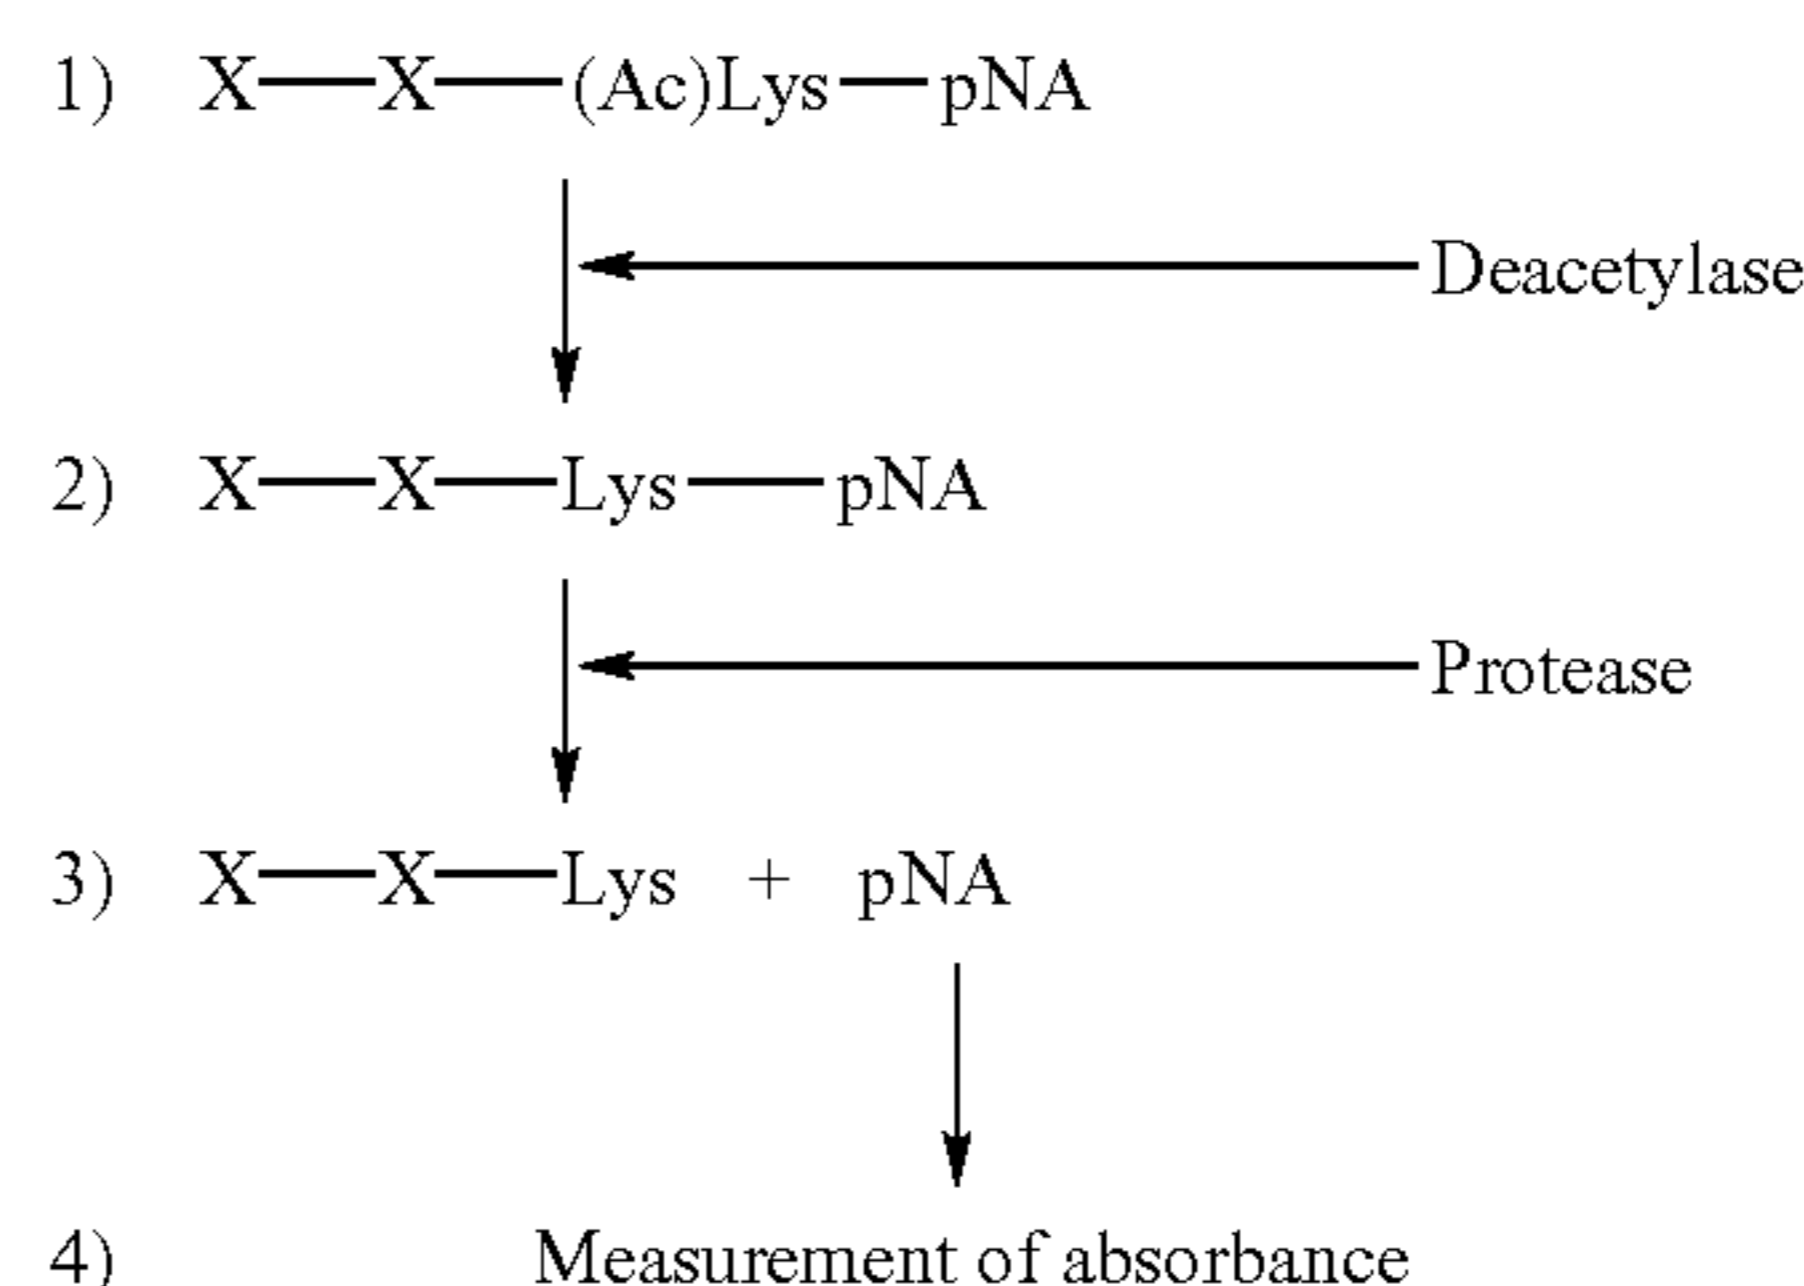 1) X—X—(Ac)Lys—pNA
Deacetylase
2) X—X—Lys—pNA
Protease
3) X—X—Lys + pNA
4) Measurement of absorbance